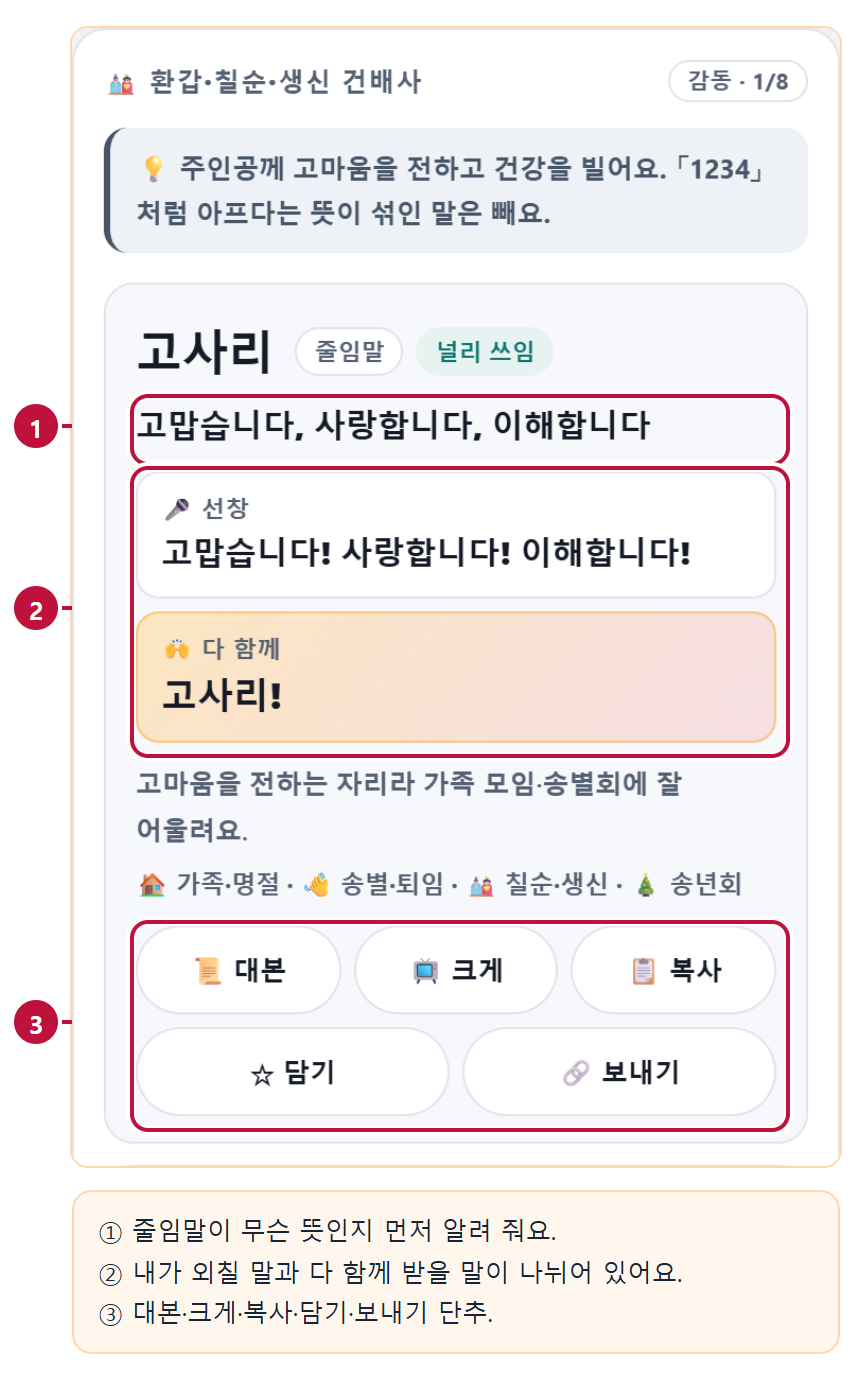 환갑·칠순·생신 건배사
감동 · 1/8
주인공께 고마움을 전하고 건강을 빌어요. 「1234」
처럼 아프다는 뜻이 섞인 말은 빼요.
고사리
줄임말
널리 쓰임
1
고맙습니다, 사랑합니다, 이해합니다
2
선창
고맙습니다! 사랑합니다! 이해합니다!
다 함께
고사리!
고마움을 전하는 자리라 가족 모임·송별회에 잘
어울려요.
가족·명절 · 송별·퇴임 · 칠순·생신 · 송년회
3
대본
크게
복사
☆ 담기
보내기
① 줄임말이 무슨 뜻인지 먼저 알려 줘요.
② 내가 외칠 말과 다 함께 받을 말이 나뉘어 있어요.
③ 대본·크게·복사·담기·보내기 단추.